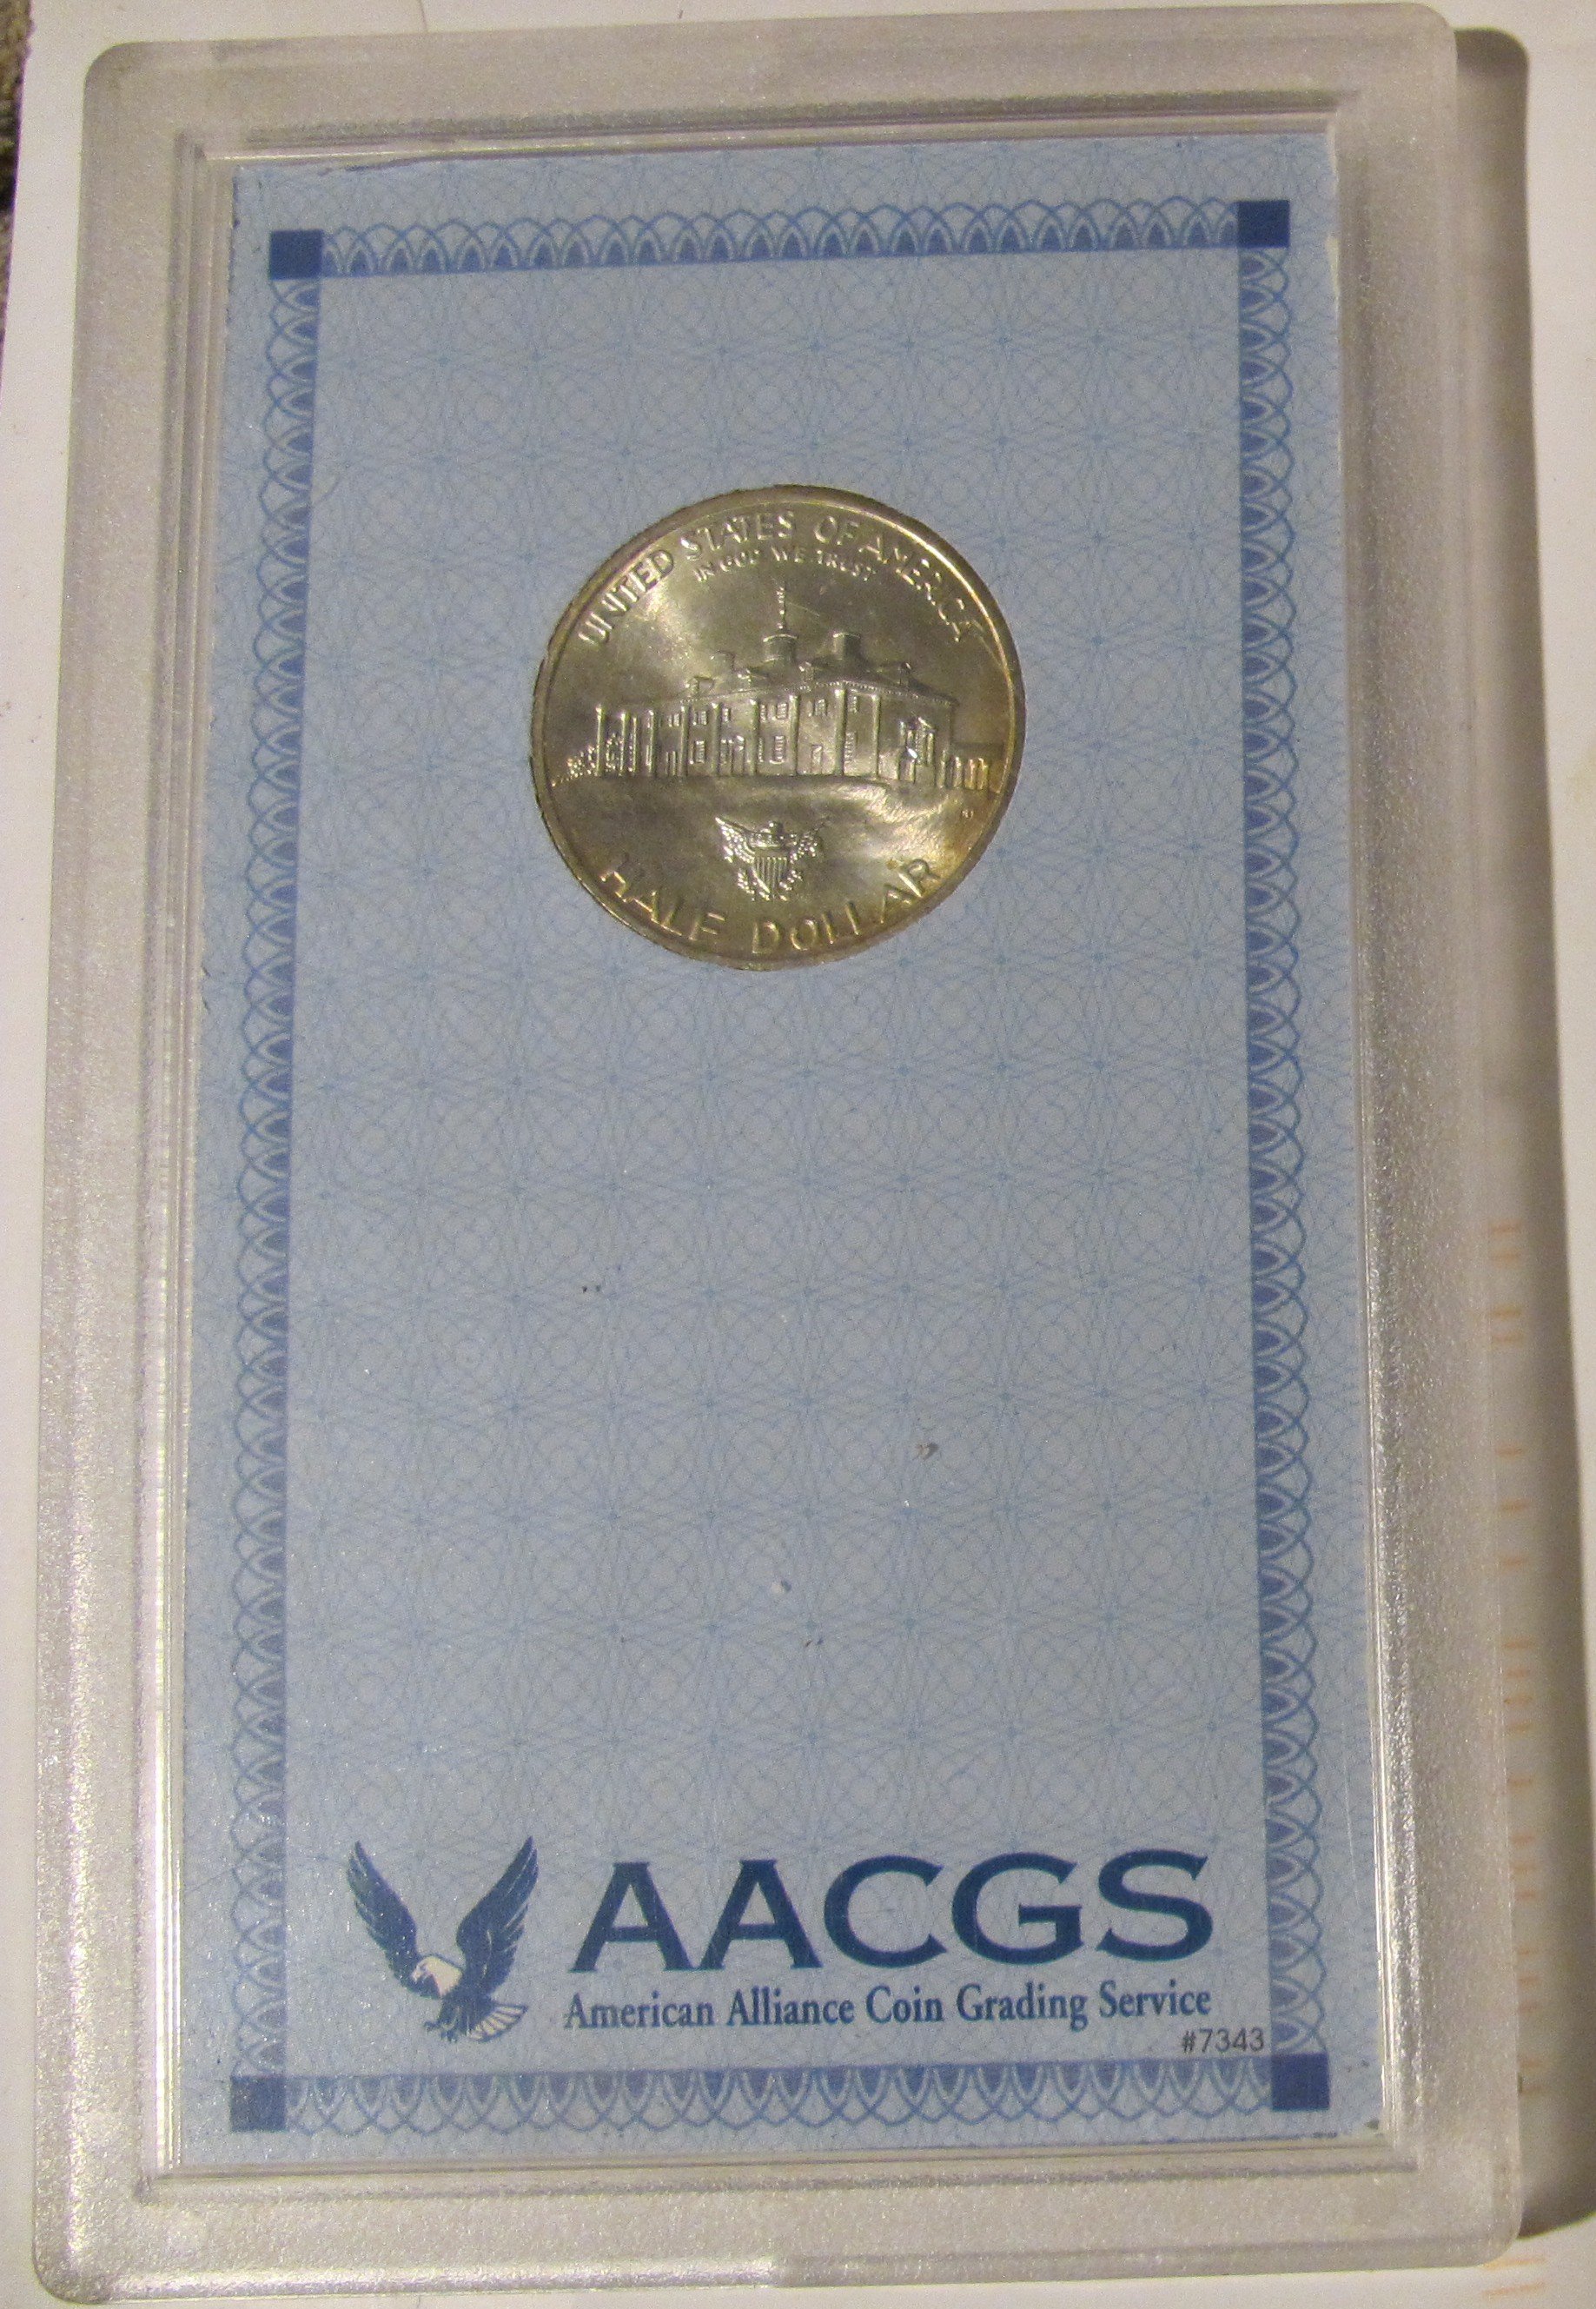 UNITED STATES OF AMERICA
IN GOD WE TRUST
HALF DOLLAR
AACGS
American Alliance Coin Grading Service
#7343